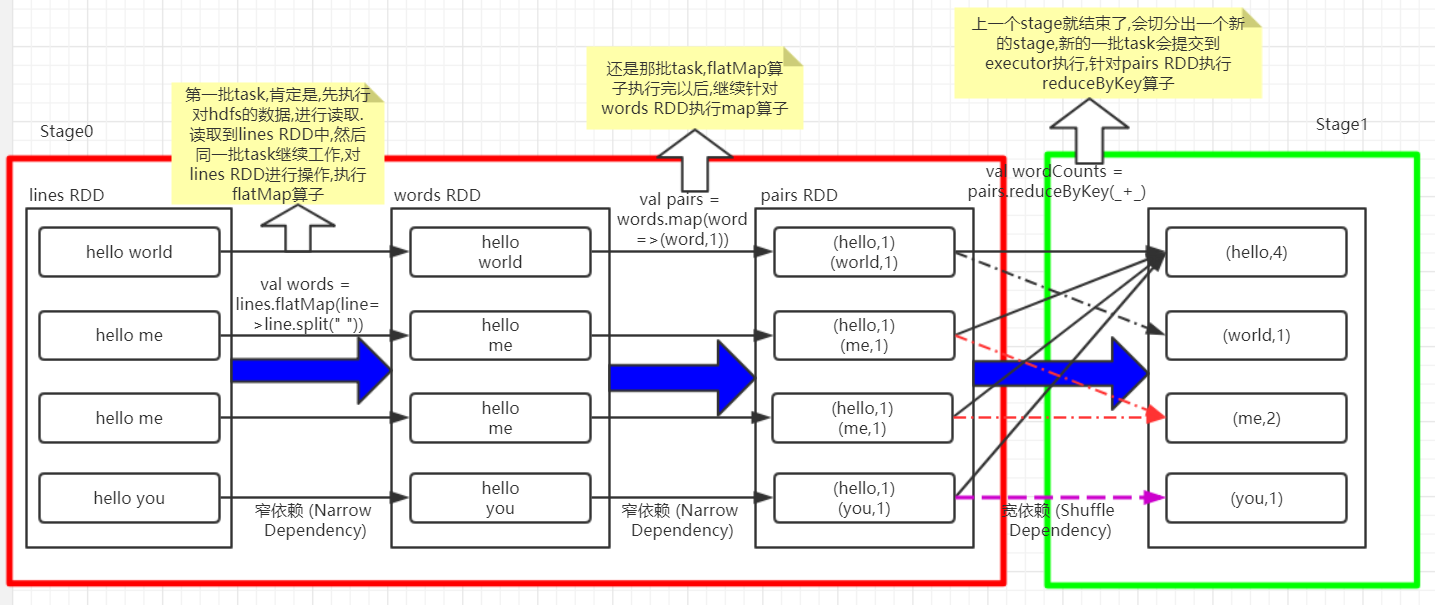 上一个stage就结束了,会切分出一个新
的stage,新的一批task会提交到
executor执行,针对pairs RDD执行
reduceByKey算子
还是那批task,flatMap算
子执行完以后,继续针对
words RDD执行map算子
第一批task,肯定是,先执行
对hdfs的数据,进行读取.
读取到lines RDD中,然后
同一批task继续工作,对
lines RDD进行操作,执行
flatMap算子
Stage0
Stage1
lines RDD
words RDD
pairs RDD
val pairs =
words.map(word
=>(word,1))
val wordCounts =
pairs.reduceByKey(_+_)
hello world
hello
world
(hello,1)
(world,1)
(hello,4)
val words =
lines.flatMap(line=
>line.split(" "))
hello me
hello
me
(hello,1)
(me,1)
(world,1)
hello me
hello
me
(hello,1)
(me,1)
(me,2)
hello you
hello
you
(hello,1)
(you,1)
(you,1)
窄依赖 (Narrow
Dependency)
窄依赖 (Narrow
Dependency)
宽依赖 (Shuffle
Dependency)